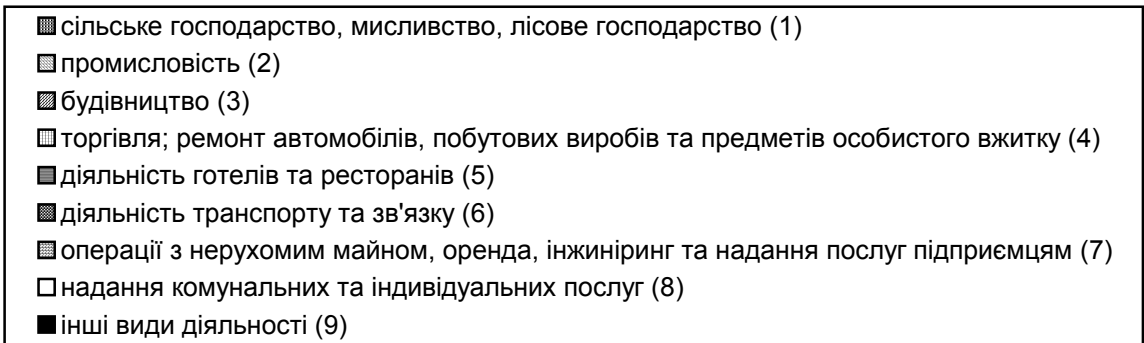 сільське господарство, мисливство, лісове господарство (1)
промисловість (2)
будівництво (3)
торгівля; ремонт автомобілів, побутових виробів та предметів особистого вжитку (4)
діяльність готелів та ресторанів (5)
діяльність транспорту та зв'язку (6)
операції з нерухомим майном, оренда, інжиніринг та надання послуг підприємцям (7)
надання комунальних та індивідуальних послуг (8)
інші види діяльності (9)